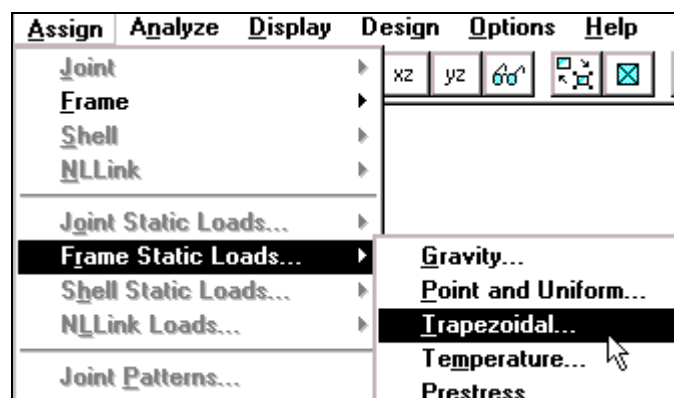 Assign Analyze Display Design Options Help
xz yz
Joint
Frame
Shell
NLLink
Joint Static Loads...
Frame Static Loads...
Shell Static Loads...
NLLink Loads...
Joint Patterns...
Gravity...
Point and Uniform...
Trapezoidal...
Temperature...
Prestress